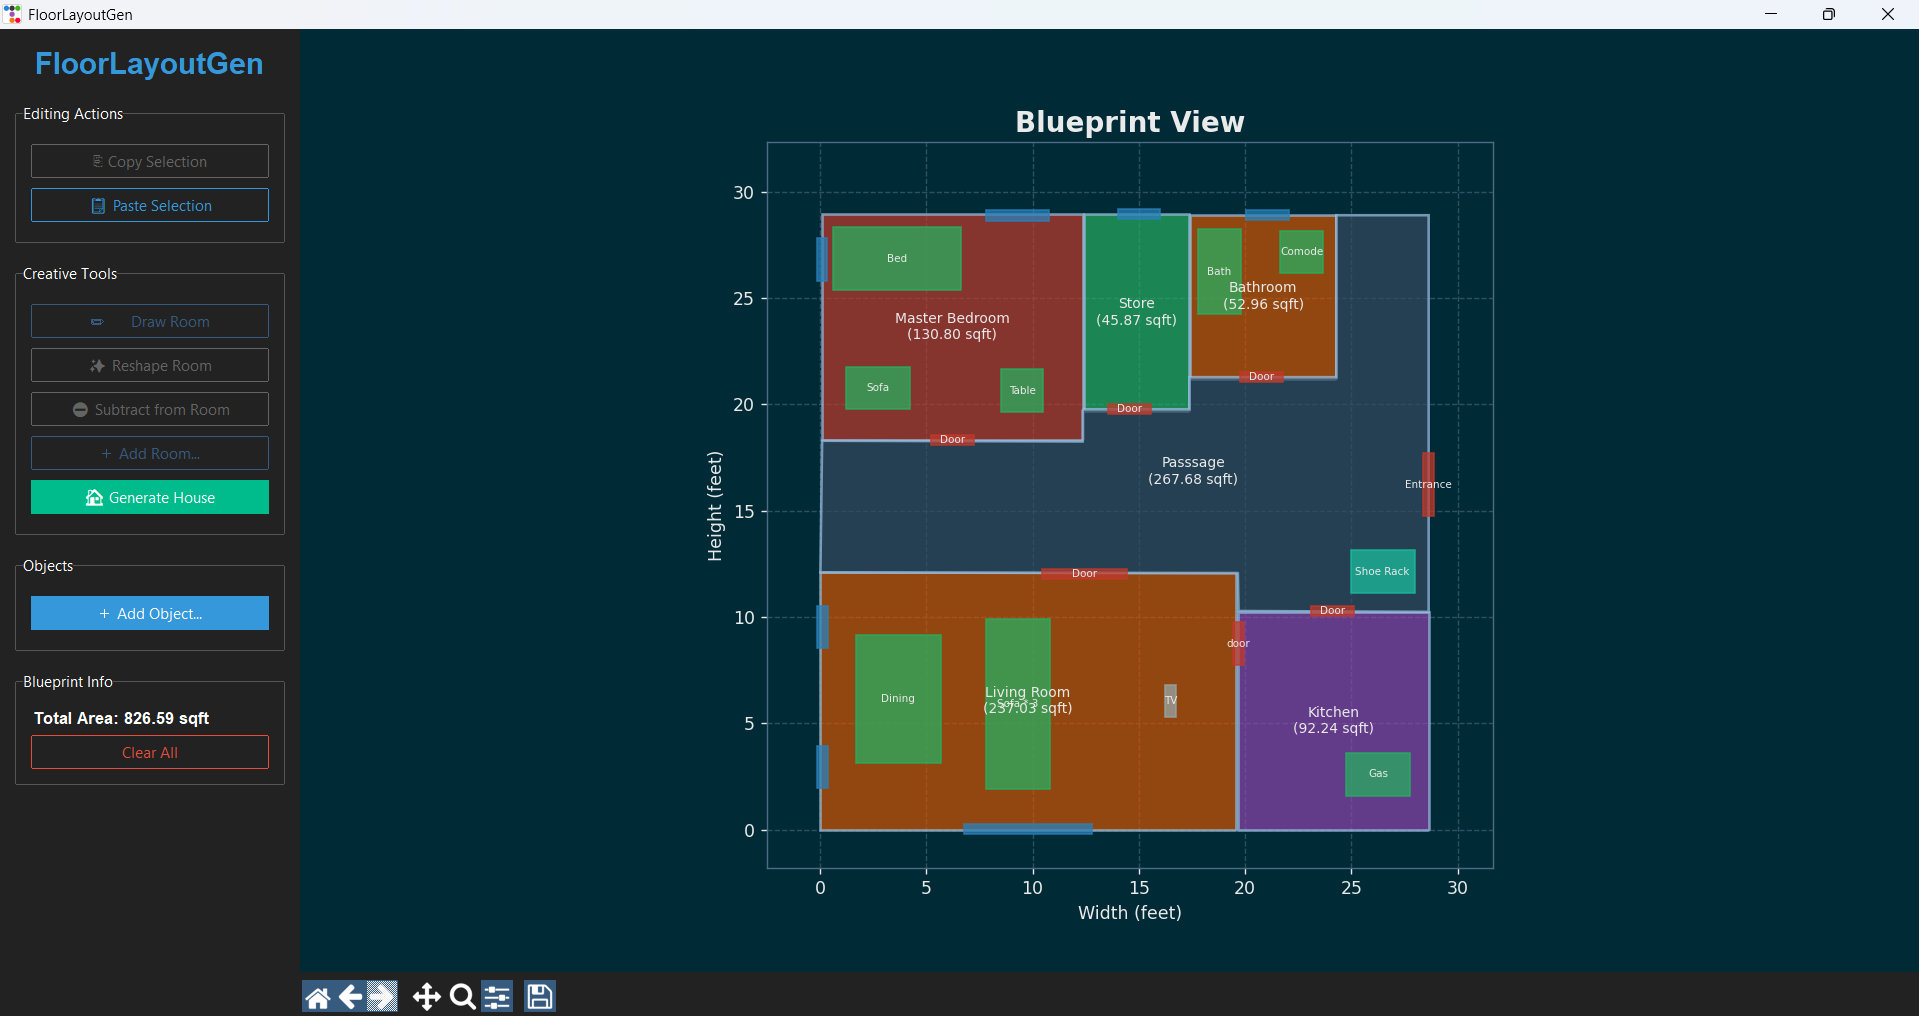 FloorLayoutGen
FloorLayoutGen
Editing Actions
Copy Selection
Paste Selection
Creative Tools
Draw Room
Reshape Room
Subtract from Room
+ Add Room...
Generate House
Objects
+ Add Object...
Blueprint Info
Total Area: 826.59 sqft
Clear All
Blueprint View
30
25
20
15
10
5
0
Height (feet)
0
5
10
15
20
25
30
Width (feet)
Bed
Master Bedroom
(130.80 sqft)
Sofa
Table
Door
Store
(45.87 sqft)
Door
Bath
Comode
Bathroom
(52.96 sqft)
Door
Passsage
(267.68 sqft)
Entrance
Shoe Rack
Door
Door
door
Dining
Living Room
(237.03 sqft)
TV
Kitchen
(92.24 sqft)
Gas